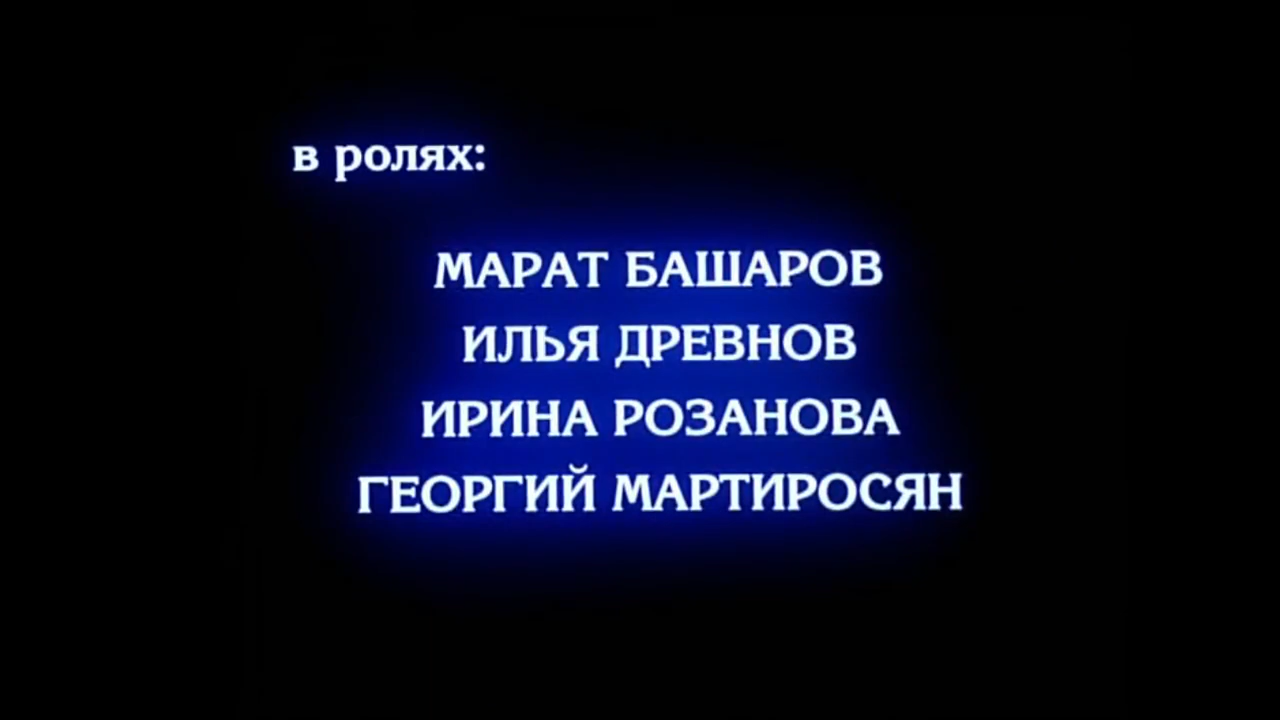 в ролях:
МАРАТ БАШАРОВ
ИЛЬЯ ДРЕВНОВ
ИРИНА РОЗАНОВА
ГЕОРГИЙ МАРТИРОСЯН